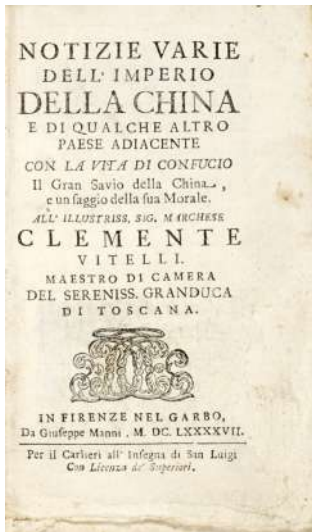 NOTIZIE VARIE
DELL' IMPERIO
DELLA CHINA
E DI QUALCHE ALTRO
PAESE ADIACENTE
CON LA VITA DI CONFUCIO
Il Gran Savio della China,
e un saggio della sua Morale.
ALL' ILLUSTRISS. SIG. MARCHESE
CLEMENTE
VITELLI.
MAESTRO DI CAMERA
DEL SERENISS. GRANDUCA
DI TOSCANA.
IN FIRENZE NEL GARBO,
Da Giuseppe Manni, M. DC. LXXXXVII.
Per il Carlieri all' Insegna di San Luigi
Con Licenza de' Superiori.